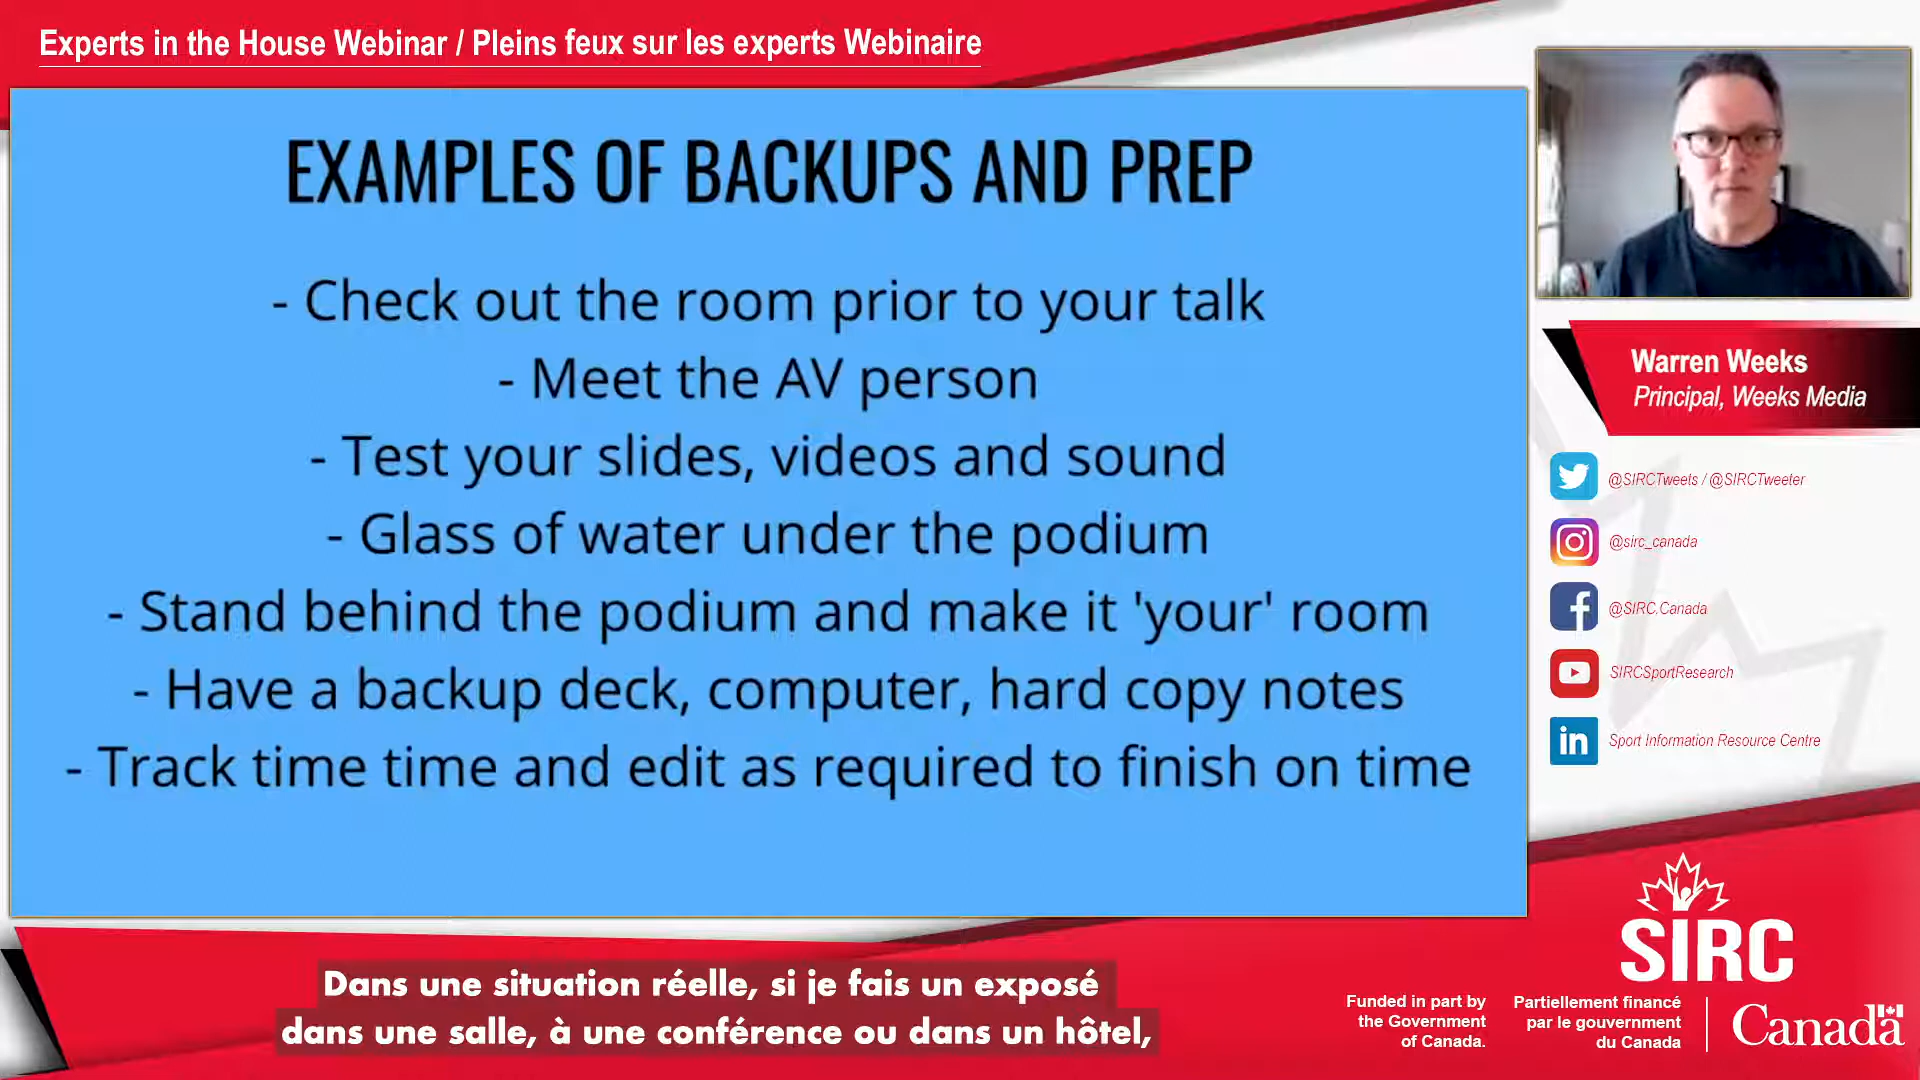 Experts in the House Webinar / Pleins feux sur les experts Webinaire
EXAMPLES OF BACKUPS AND PREP
- Check out the room prior to your talk
- Meet the AV person
- Test your slides, videos and sound
- Glass of water under the podium
- Stand behind the podium and make it 'your' room
- Have a backup deck, computer, hard copy notes
- Track time time and edit as required to finish on time
Warren Weeks
Principal, Weeks Media
@SIRCTweets / @SIRCTweeter
@sirc_canada
@SIRC.Canada
SIRCSportResearch
in
Sport Information Resource Centre
SIRC
Funded in part by
the Government
of Canada.
Partiellement financé
par le gouvernment
du Canada
Canada
Dans une situation réelle, si je fais un exposé
dans une salle, à une conférence ou dans un hôtel,